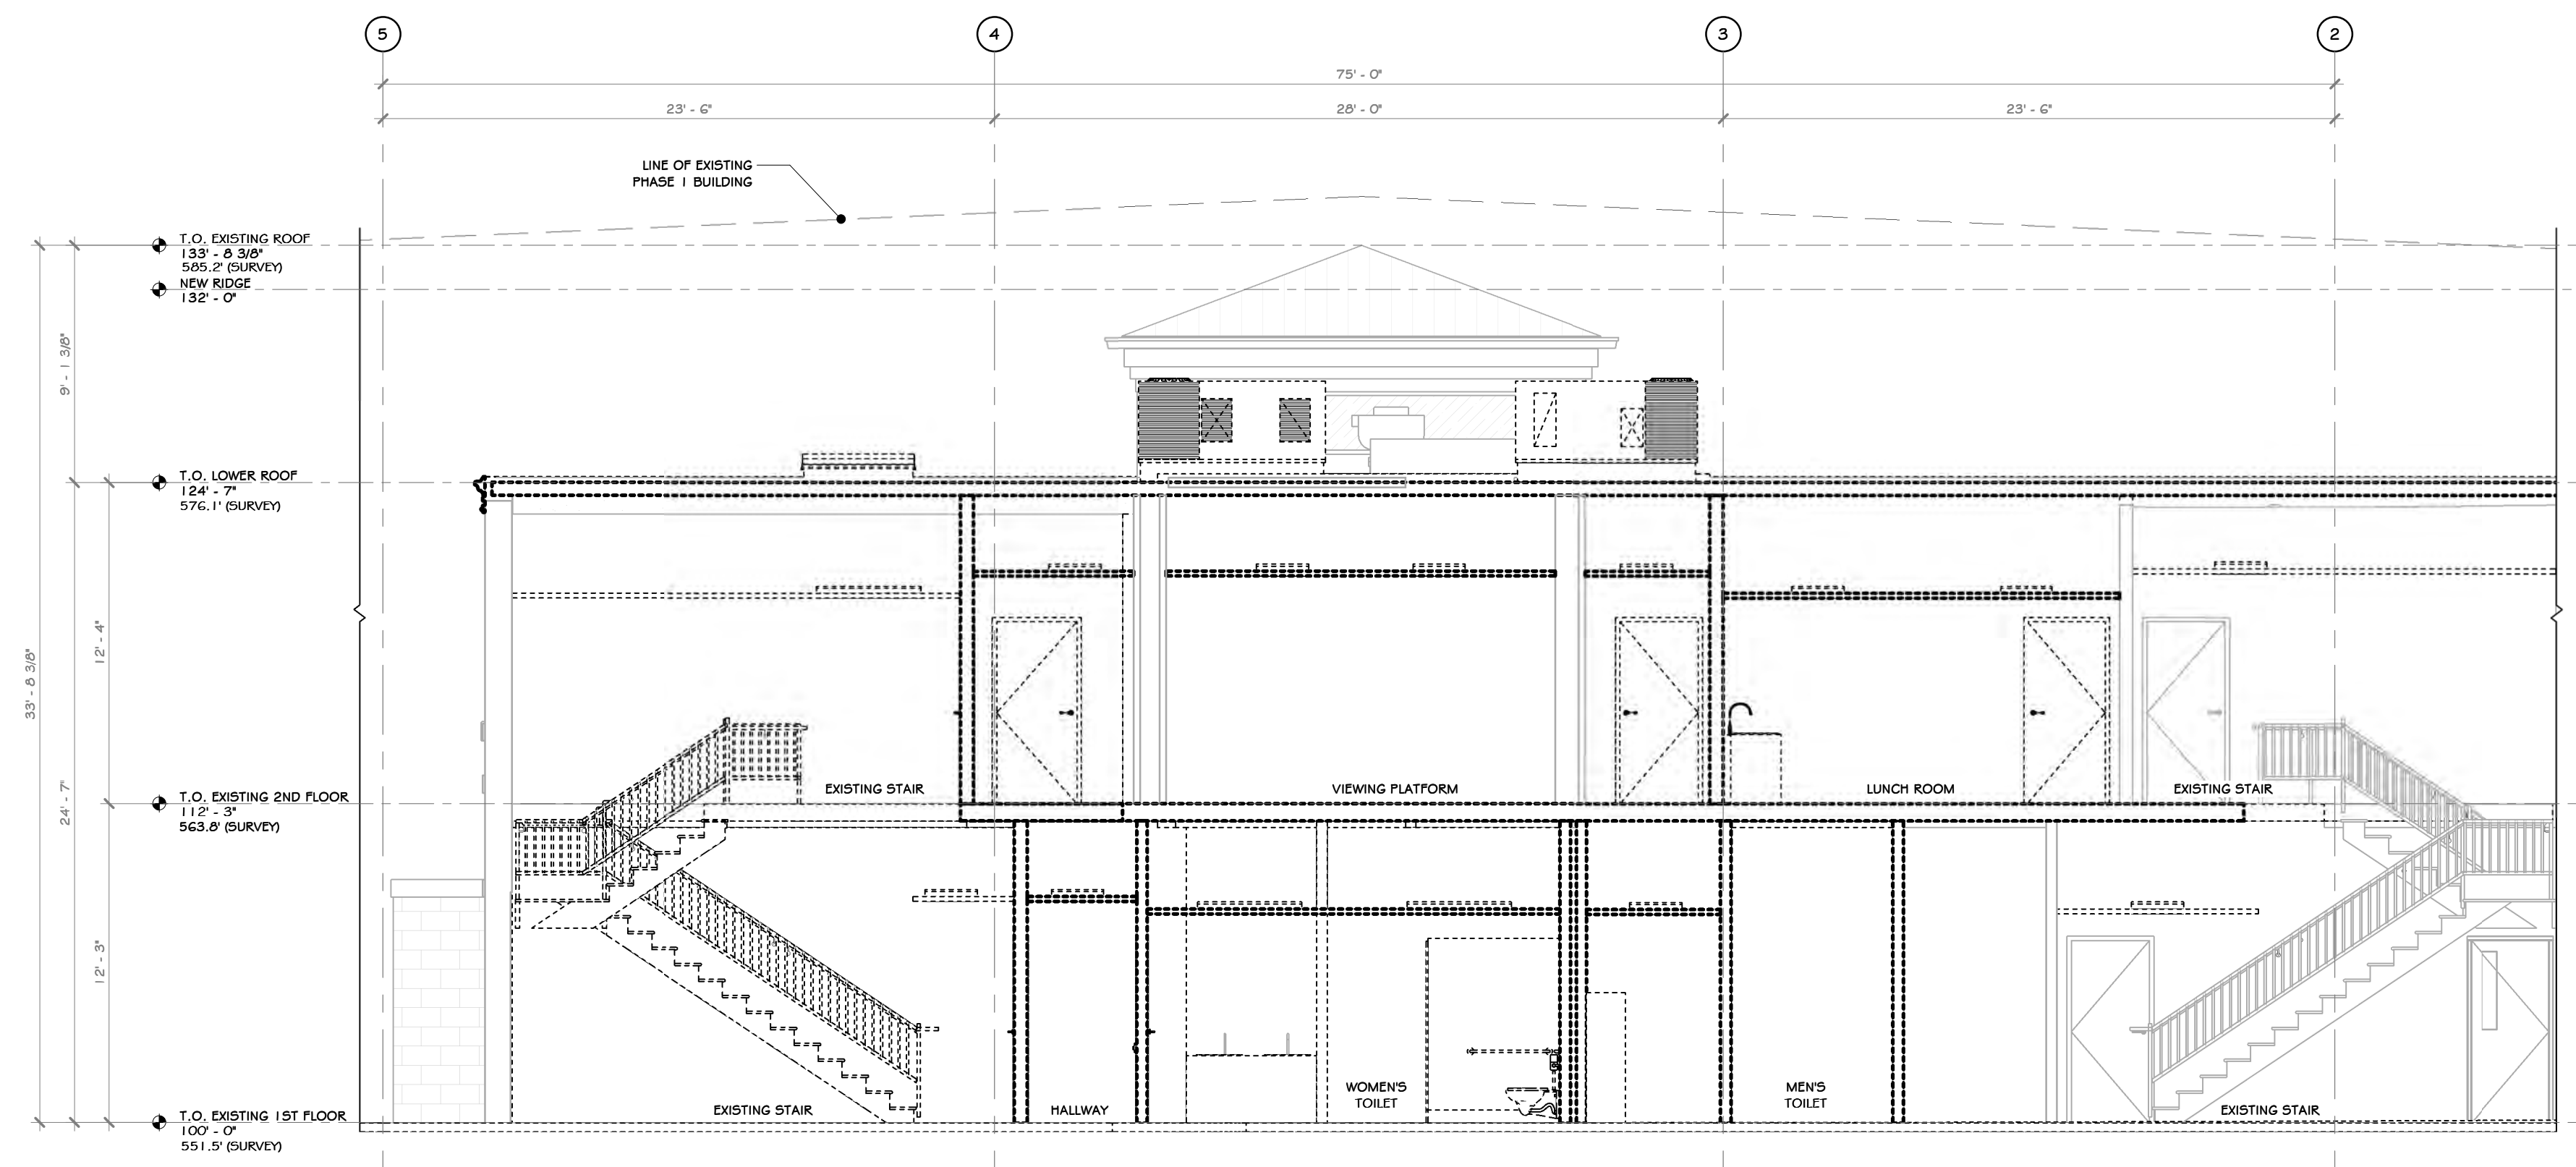 5
4
3
2
75' - 0"
23' - 6"
28' - 0"
23' - 6"
LINE OF EXISTING
PHASE 1 BUILDING
T.O. EXISTING ROOF
133' - 8 3/8"
585.2' (SURVEY)
NEW RIDGE
132' - 0"
9' - 1 3/8"
T.O. LOWER ROOF
124' - 7"
576.1' (SURVEY)
12' - 4"
33' - 8 3/8"
24' - 7"
EXISTING STAIR
VIEWING PLATFORM
LUNCH ROOM
EXISTING STAIR
T.O. EXISTING 2ND FLOOR
112' - 3"
563.8' (SURVEY)
12' - 3"
WOMEN'S
TOILET
MEN'S
TOILET
EXISTING STAIR
HALLWAY
EXISTING STAIR
T.O. EXISTING 1ST FLOOR
100' - 0"
551.5' (SURVEY)